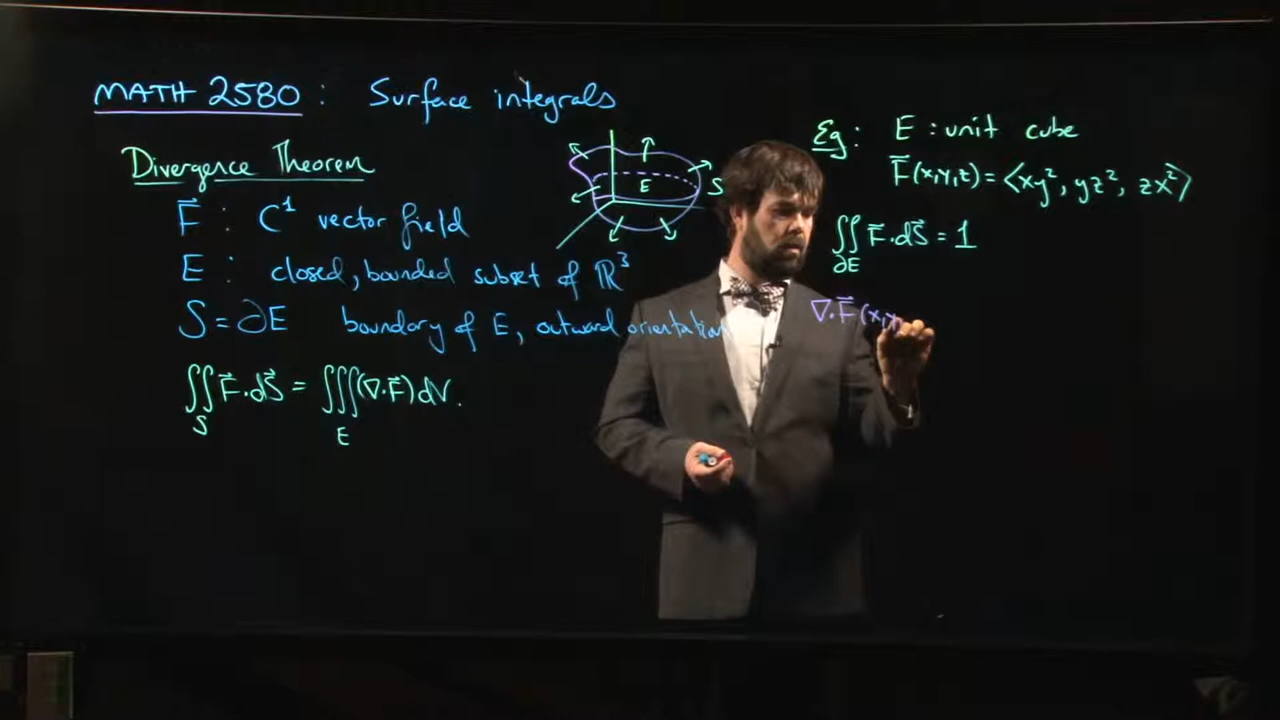 MATH 2580 : Surface integrals
Divergence Theorem
F⃗ : C¹ vector field
E : closed, bounded subset of ℝ³
S = ∂E boundary of E, outward orientation
∬_S F⃗·dS⃗ = ∭_E (∇·F⃗) dV.
E
S
Eg: E : unit cube
F⃗(x,y,z) = ⟨xy², yz², zx²⟩
∬_∂E F⃗·dS⃗ = 1
∇·F⃗(x,y